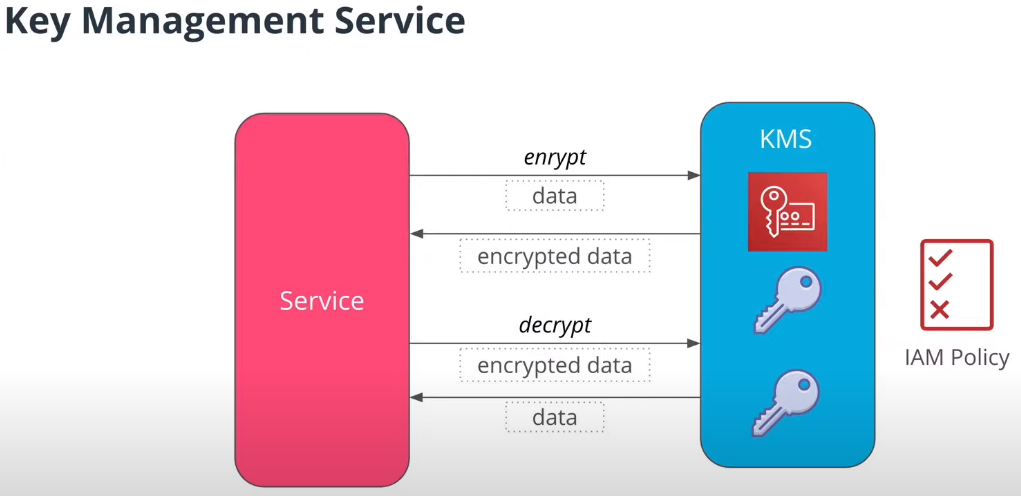 Key Management Service
KMS
enrypt
data
encrypted data
Service
decrypt
encrypted data
data
IAM Policy